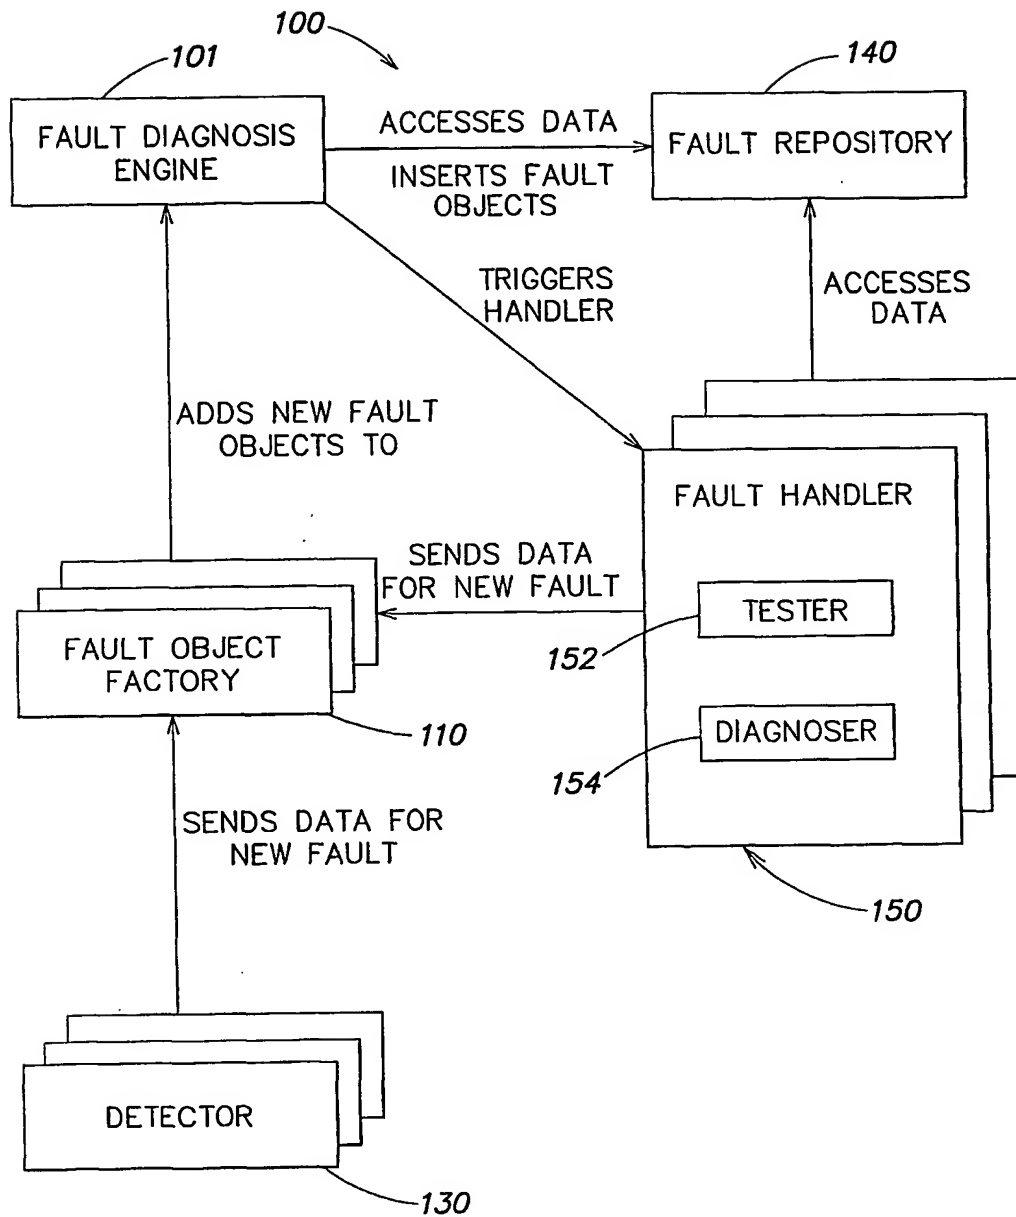 100
101
140
FAULT DIAGNOSIS
ENGINE
ACCESSES DATA
INSERTS FAULT
OBJECTS
FAULT REPOSITORY
TRIGGERS
HANDLER
ACCESSES
DATA
ADDS NEW FAULT
OBJECTS TO
FAULT HANDLER
SENDS DATA
FOR NEW FAULT
TESTER
152
FAULT OBJECT
FACTORY
110
DIAGNOSER
154
SENDS DATA FOR
NEW FAULT
150
DETECTOR
130